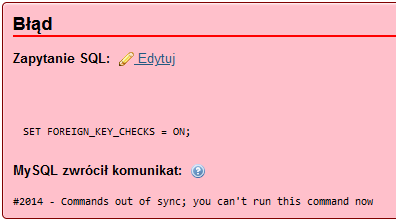 Błąd
Zapytanie SQL: Edytuj
SET FOREIGN_KEY_CHECKS = ON;
MySQL zwrócił komunikat:
#2014 - Commands out of sync; you can't run this command now